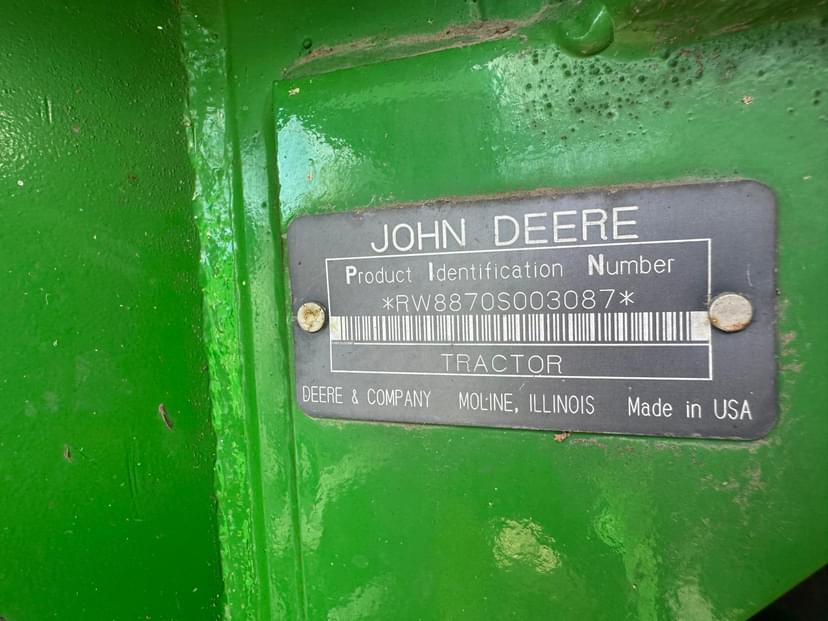 JOHN DEERE
Product Identification Number
*RW8870S003087*
TRACTOR
DEERE & COMPANY MOLINE, ILLINOIS Made in USA